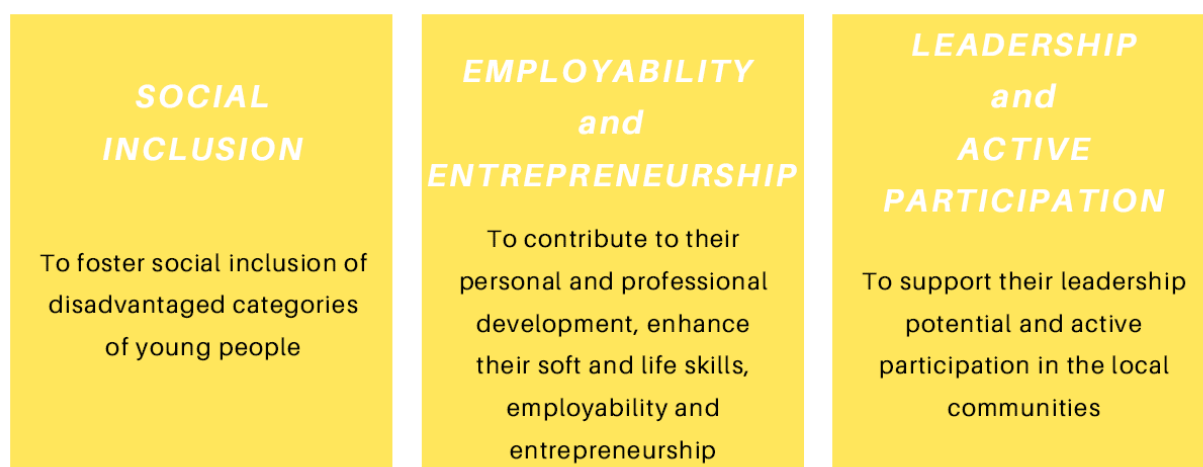 SOCIAL
INCLUSION
To foster social inclusion of
disadvantaged categories
of young people
EMPLOYABILITY
and
ENTREPRENEURSHIP
To contribute to their
personal and professional
development, enhance
their soft and life skills,
employability and
entrepreneurship
LEADERSHIP
and
ACTIVE
PARTICIPATION
To support their leadership
potential and active
participation in the local
communities